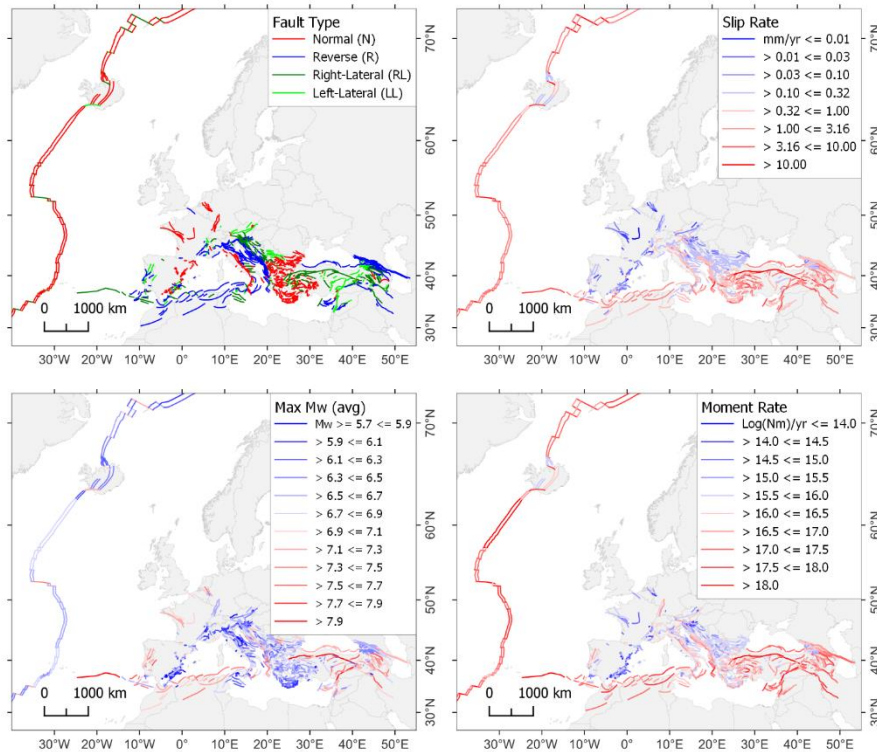 Fault Type
Normal (N)
Reverse (R)
Right-Lateral (RL)
Left-Lateral (LL)
70°N
60°N
50°N
40°N
30°N
0 1000 km
30°W 20°W 10°W 0° 10°E 20°E 30°E 40°E 50°E
Slip Rate
mm/yr <= 0.01
> 0.01 <= 0.03
> 0.03 <= 0.10
> 0.10 <= 0.32
> 0.32 <= 1.00
> 1.00 <= 3.16
> 3.16 <= 10.00
> 10.00
70°N
60°N
50°N
40°N
30°N
0 1000 km
30°W 20°W 10°W 0° 10°E 20°E 30°E 40°E 50°E
Max Mw (avg)
Mw >= 5.7 <= 5.9
> 5.9 <= 6.1
> 6.1 <= 6.3
> 6.3 <= 6.5
> 6.5 <= 6.7
> 6.7 <= 6.9
> 6.9 <= 7.1
> 7.1 <= 7.3
> 7.3 <= 7.5
> 7.5 <= 7.7
> 7.7 <= 7.9
> 7.9
70°N
60°N
50°N
40°N
30°N
0 1000 km
30°W 20°W 10°W 0° 10°E 20°E 30°E 40°E 50°E
Moment Rate
Log(Nm)/yr <= 14.0
> 14.0 <= 14.5
> 14.5 <= 15.0
> 15.0 <= 15.5
> 15.5 <= 16.0
> 16.0 <= 16.5
> 16.5 <= 17.0
> 17.0 <= 17.5
> 17.5 <= 18.0
> 18.0
70°N
60°N
50°N
40°N
30°N
0 1000 km
30°W 20°W 10°W 0° 10°E 20°E 30°E 40°E 50°E